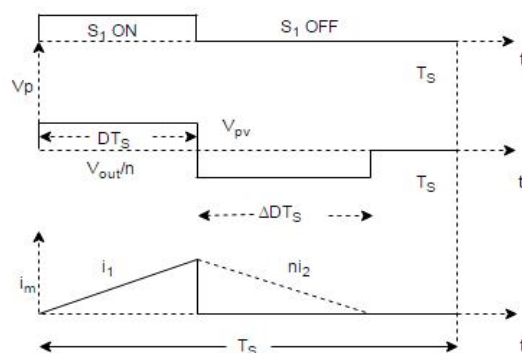 S1 ON
S1 OFF
t
Vp
TS
DTS
Vpv
Vout/n
TS
t
ΔDTS
im
i1
ni2
TS
t